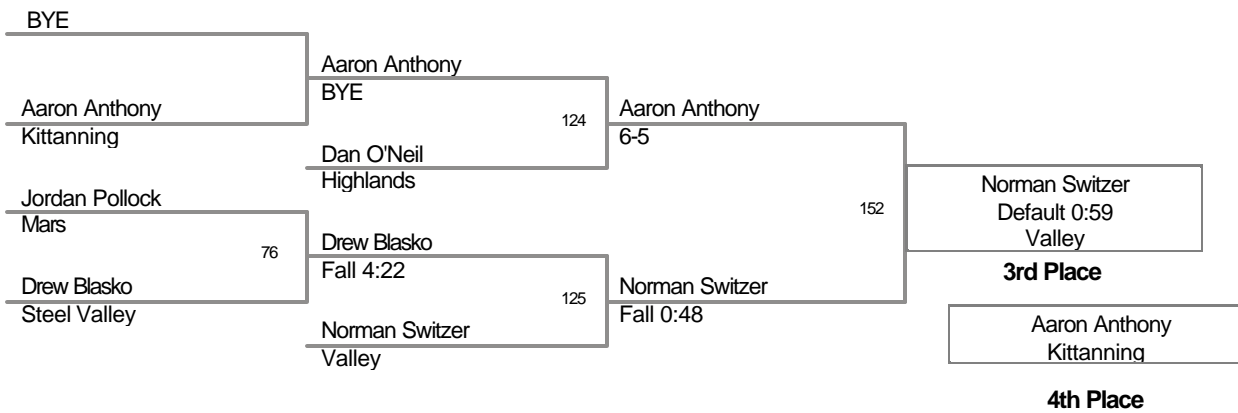 BYE
Aaron Anthony
Kittanning
Jordan Pollock
Mars
76
Drew Blasko
Steel Valley
Aaron Anthony
BYE
124
Dan O'Neil
Highlands
Drew Blasko
Fall 4:22
125
Norman Switzer
Valley
Aaron Anthony
6-5
152
Norman Switzer
Fall 0:48
Norman Switzer
Default 0:59
Valley
3rd Place
Aaron Anthony
Kittanning
4th Place